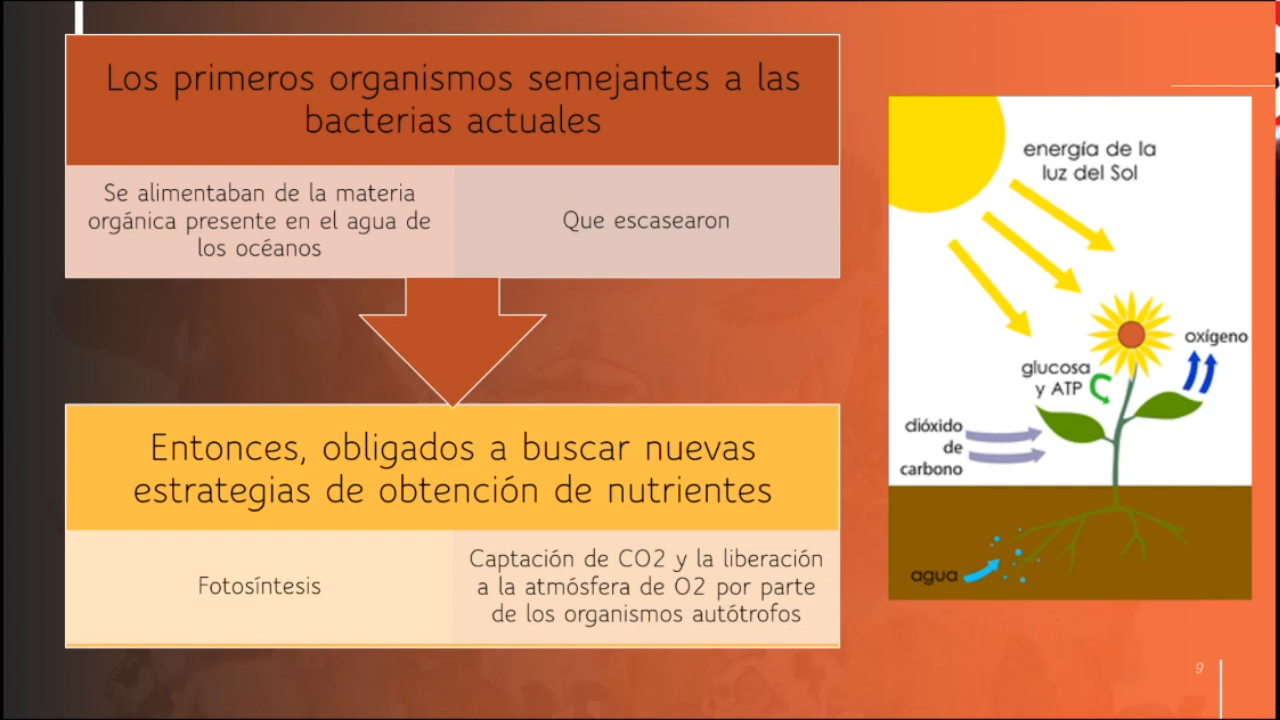 Los primeros organismos semejantes a las
bacterias actuales
Se alimentaban de la materia
orgánica presente en el agua de
los océanos
Que escasearon
Entonces, obligados a buscar nuevas
estrategias de obtención de nutrientes
Fotosíntesis
Captación de CO2 y la liberación
a la atmósfera de O2 por parte
de los organismos autótrofos
energía de la
luz del Sol
oxígeno
glucosa
y ATP
dióxido
de
carbono
agua
9